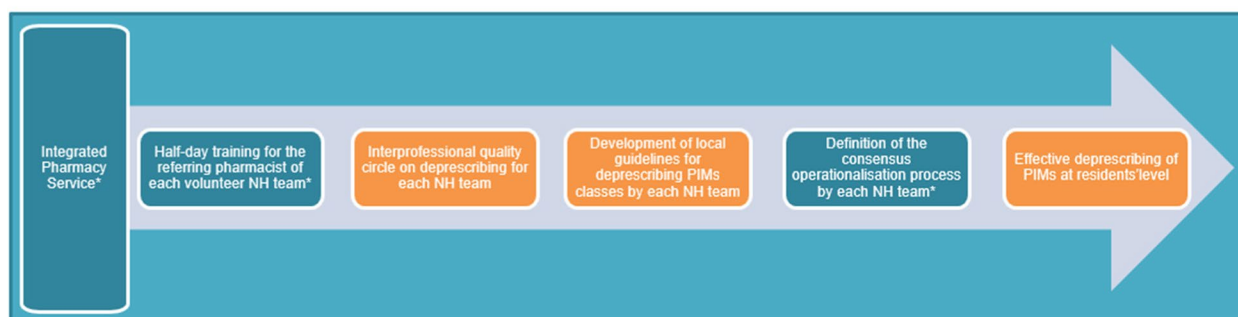 Integrated
Pharmacy
Service*
Half-day training for the
referring pharmacist of
each volunteer NH team*
Interprofessional quality
circle on deprescribing for
each NH team
Development of local
guidelines for
deprescribing PIMs
classes by each NH team
Definition of the
consensus
operationalisation process
by each NH team*
Effective deprescribing of
PIMs at residents'level